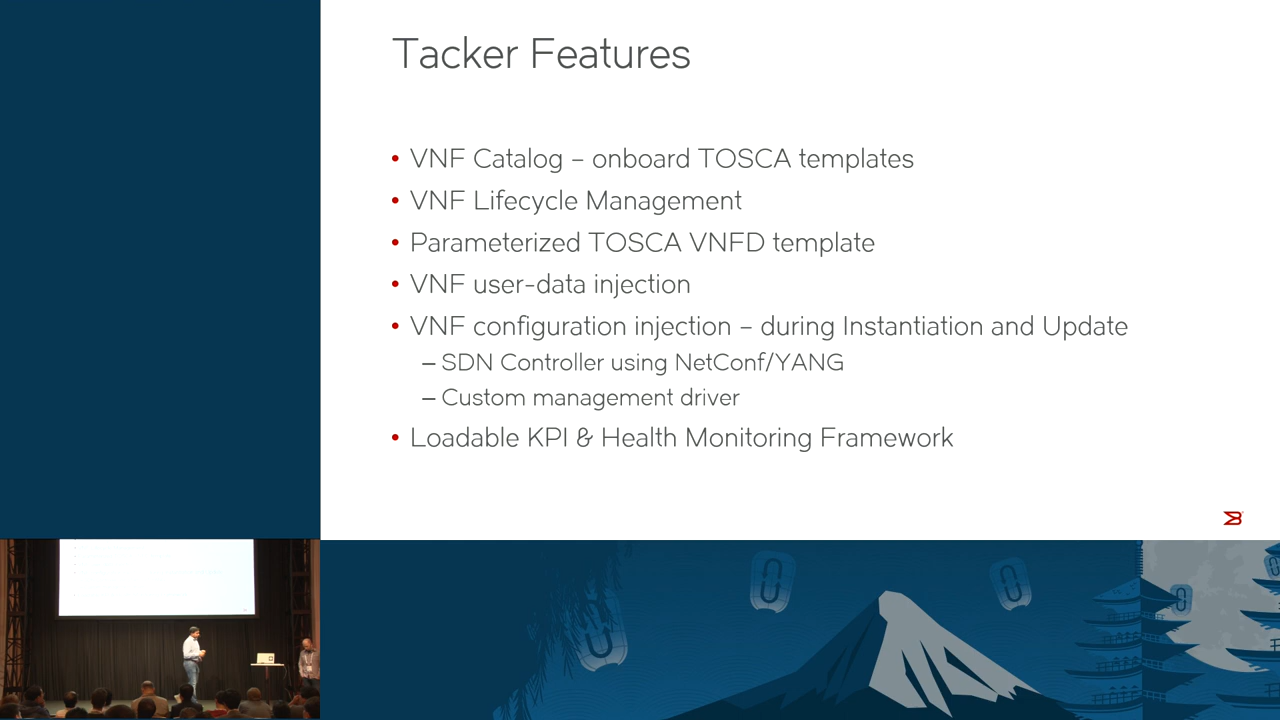 Tacker Features
• VNF Catalog – onboard TOSCA templates
• VNF Lifecycle Management
• Parameterized TOSCA VNFD template
• VNF user-data injection
• VNF configuration injection – during Instantiation and Update
– SDN Controller using NetConf/YANG
– Custom management driver
• Loadable KPI & Health Monitoring Framework